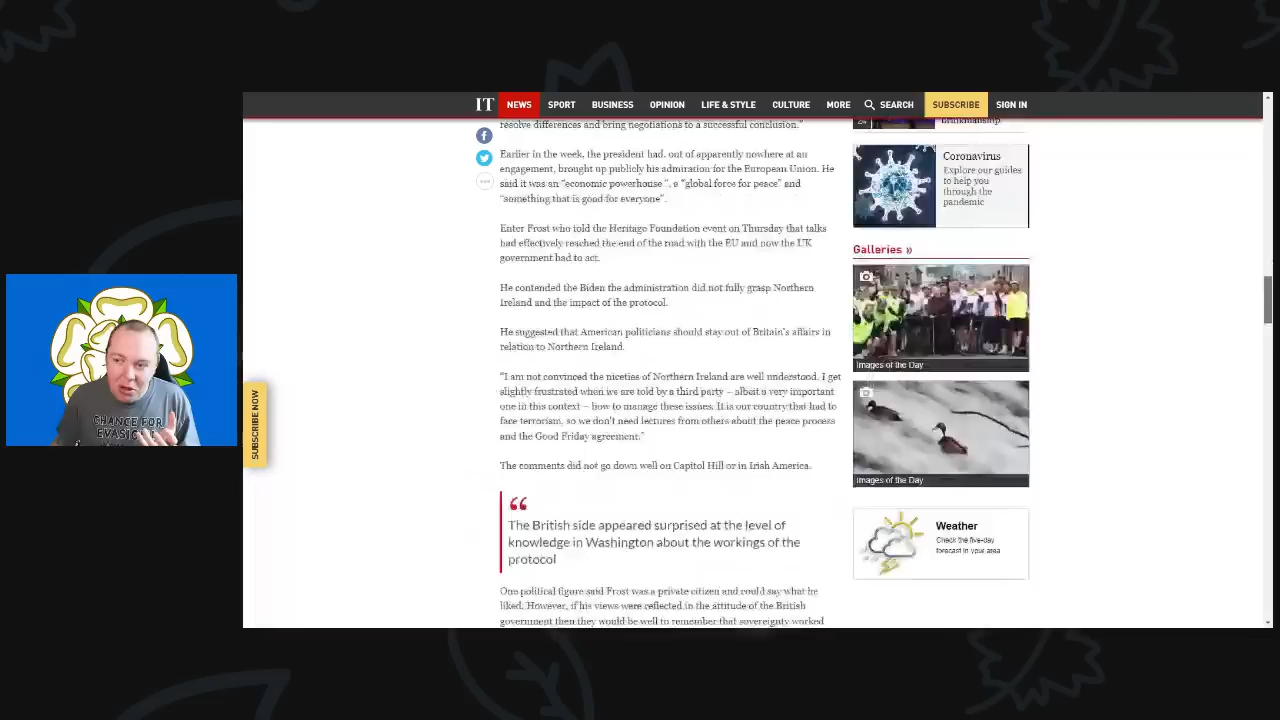 IT NEWS SPORT BUSINESS OPINION LIFE & STYLE CULTURE MORE SEARCH SUBSCRIBE SIGN IN
resolve differences and bring negotiations to a successful conclusion."
Earlier in the week, the president had, out of apparently nowhere at an
engagement, brought up publicly his admiration for the European Union. He
said it was an "economic powerhouse", a "global force for peace" and
"something that is good for everyone".
Enter Frost who told the Heritage Foundation event on Thursday that talks
had effectively reached the end of the road with the EU and now the UK
government had to act.
He contended the Biden the administration did not fully grasp Northern
Ireland and the impact of the protocol.
He suggested that American politicians should stay out of Britain's affairs in
relation to Northern Ireland.
"I am not convinced the niceties of Northern Ireland are well understood. I get
slightly frustrated when we are told by a third party – albeit a very important
one in this context – how to manage these issues. It is our country that had to
face terrorism, so we don't need lectures from others about the peace process
and the Good Friday agreement."
The comments did not go down well on Capitol Hill or in Irish America.
The British side appeared surprised at the level of
knowledge in Washington about the workings of the
protocol
One political figure said Frost was a private citizen and could say what he
liked. However, if his views were reflected in the attitude of the British
government then they would be well to remember that sovereignty worked
brinkmanship
Coronavirus
Explore our guides
to help you
through the
pandemic
Galleries »
Images of the Day
Images of the Day
Weather
Check the five-day
forecast in your area
SUBSCRIBE NOW
CHANCE FOR